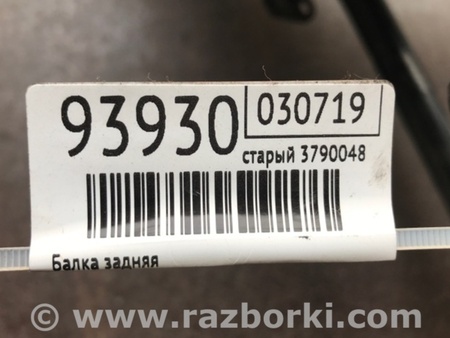 93930 030719
старый 3790048
Балка задняя
© www.razborki.com